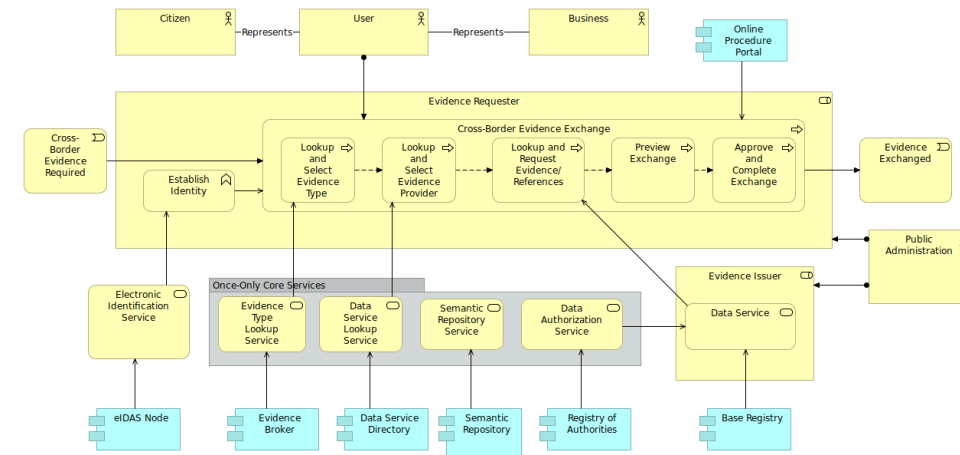 Citizen
User
Business
Represents
Represents
Online
Procedure
Portal
Evidence Requester
Cross-
Border
Evidence
Required
Cross-Border Evidence Exchange
Lookup
and
Select
Evidence
Type
Lookup
and
Select
Evidence
Provider
Lookup and
Request
Evidence/
References
Preview
Exchange
Approve
and
Complete
Exchange
Evidence
Exchanged
Establish
Identity
Public
Administration
Evidence Issuer
Once-Only Core Services
Electronic
Identification
Service
Evidence
Type
Lookup
Service
Data
Service
Lookup
Service
Semantic
Repository
Service
Data
Authorization
Service
Data Service
eIDAS Node
Evidence
Broker
Data Service
Directory
Semantic
Repository
Registry of
Authorities
Base Registry